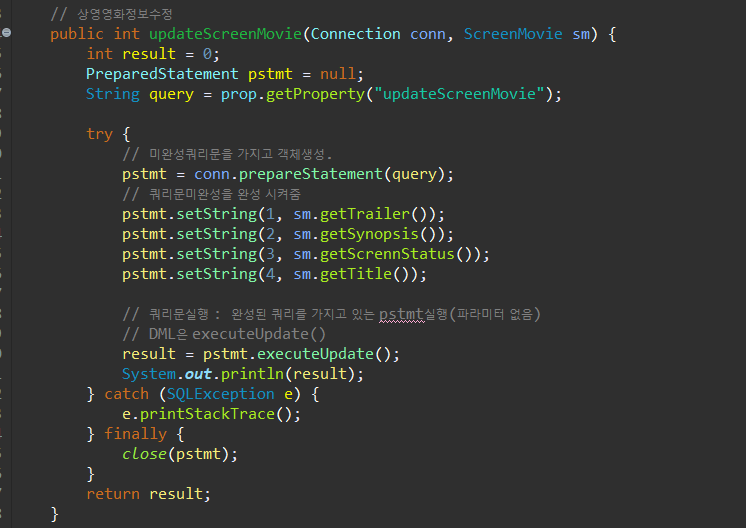 // 상영영화정보수정
public int updateScreenMovie(Connection conn, ScreenMovie sm) {
int result = 0;
PreparedStatement pstmt = null;
String query = prop.getProperty("updateScreenMovie");
try {
// 미완성쿼리문을 가지고 객체생성.
pstmt = conn.prepareStatement(query);
// 쿼리문미완성을 완성 시켜줌
pstmt.setString(1, sm.getTrailer());
pstmt.setString(2, sm.getSynopsis());
pstmt.setString(3, sm.getScrennStatus());
pstmt.setString(4, sm.getTitle());
// 쿼리문실행 : 완성된 쿼리를 가지고 있는 pstmt실행(파라미터 없음)
// DML은 executeUpdate()
result = pstmt.executeUpdate();
System.out.println(result);
} catch (SQLException e) {
e.printStackTrace();
} finally {
close(pstmt);
}
return result;
}